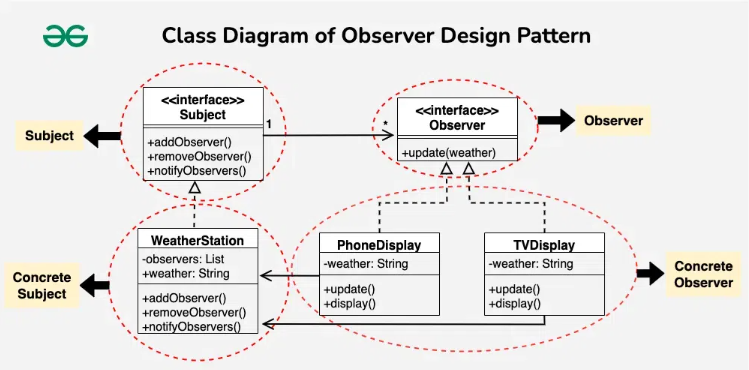 Class Diagram of Observer Design Pattern
<<interface>>
Subject
+addObserver()
+removeObserver()
+notifyObservers()
1
*
<<interface>>
Observer
+update(weather)
Subject
Observer
WeatherStation
-observers: List
+weather: String
+addObserver()
+removeObserver()
+notifyObservers()
PhoneDisplay
-weather: String
+update()
+display()
TVDisplay
-weather: String
+update()
+display()
Concrete
Subject
Concrete
Observer